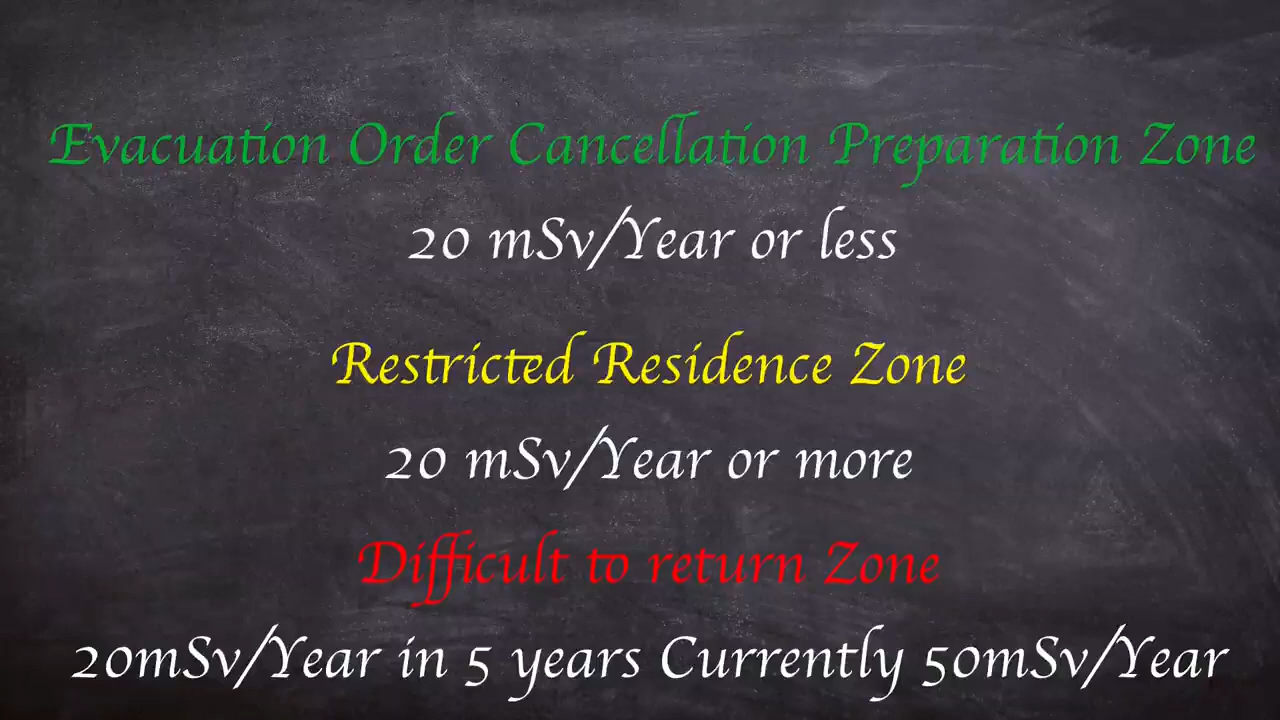 Evacuation Order Cancellation Preparation Zone
20 mSv/Year or less
Restricted Residence Zone
20 mSv/Year or more
Difficult to return Zone
20mSv/Year in 5 years Currently 50mSv/Year